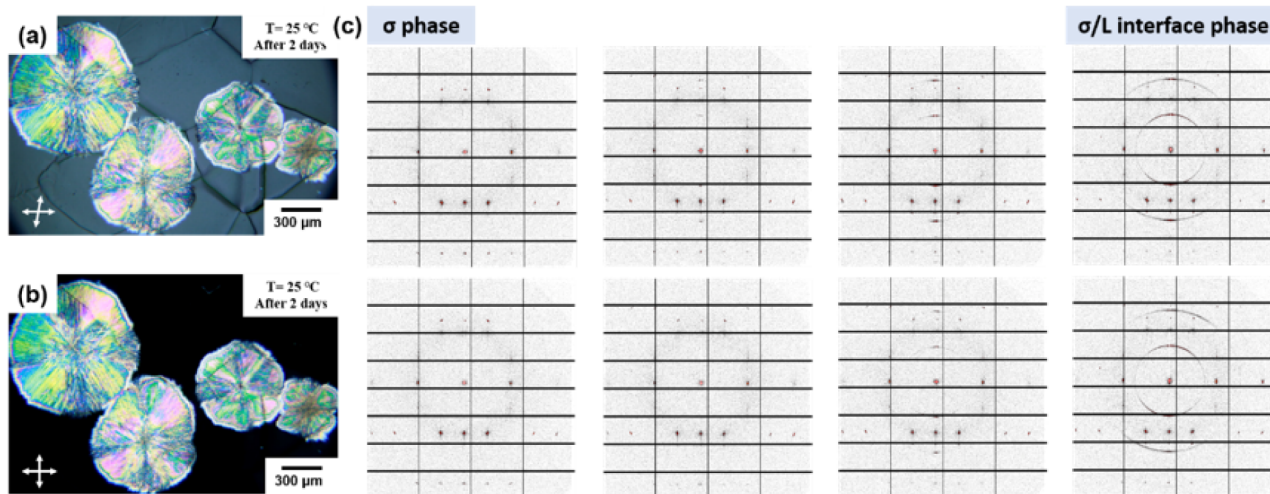 (a)
T= 25 °C
After 2 days
300 μm
(b)
T= 25 °C
After 2 days
300 μm
(c)
σ phase
σ/L interface phase